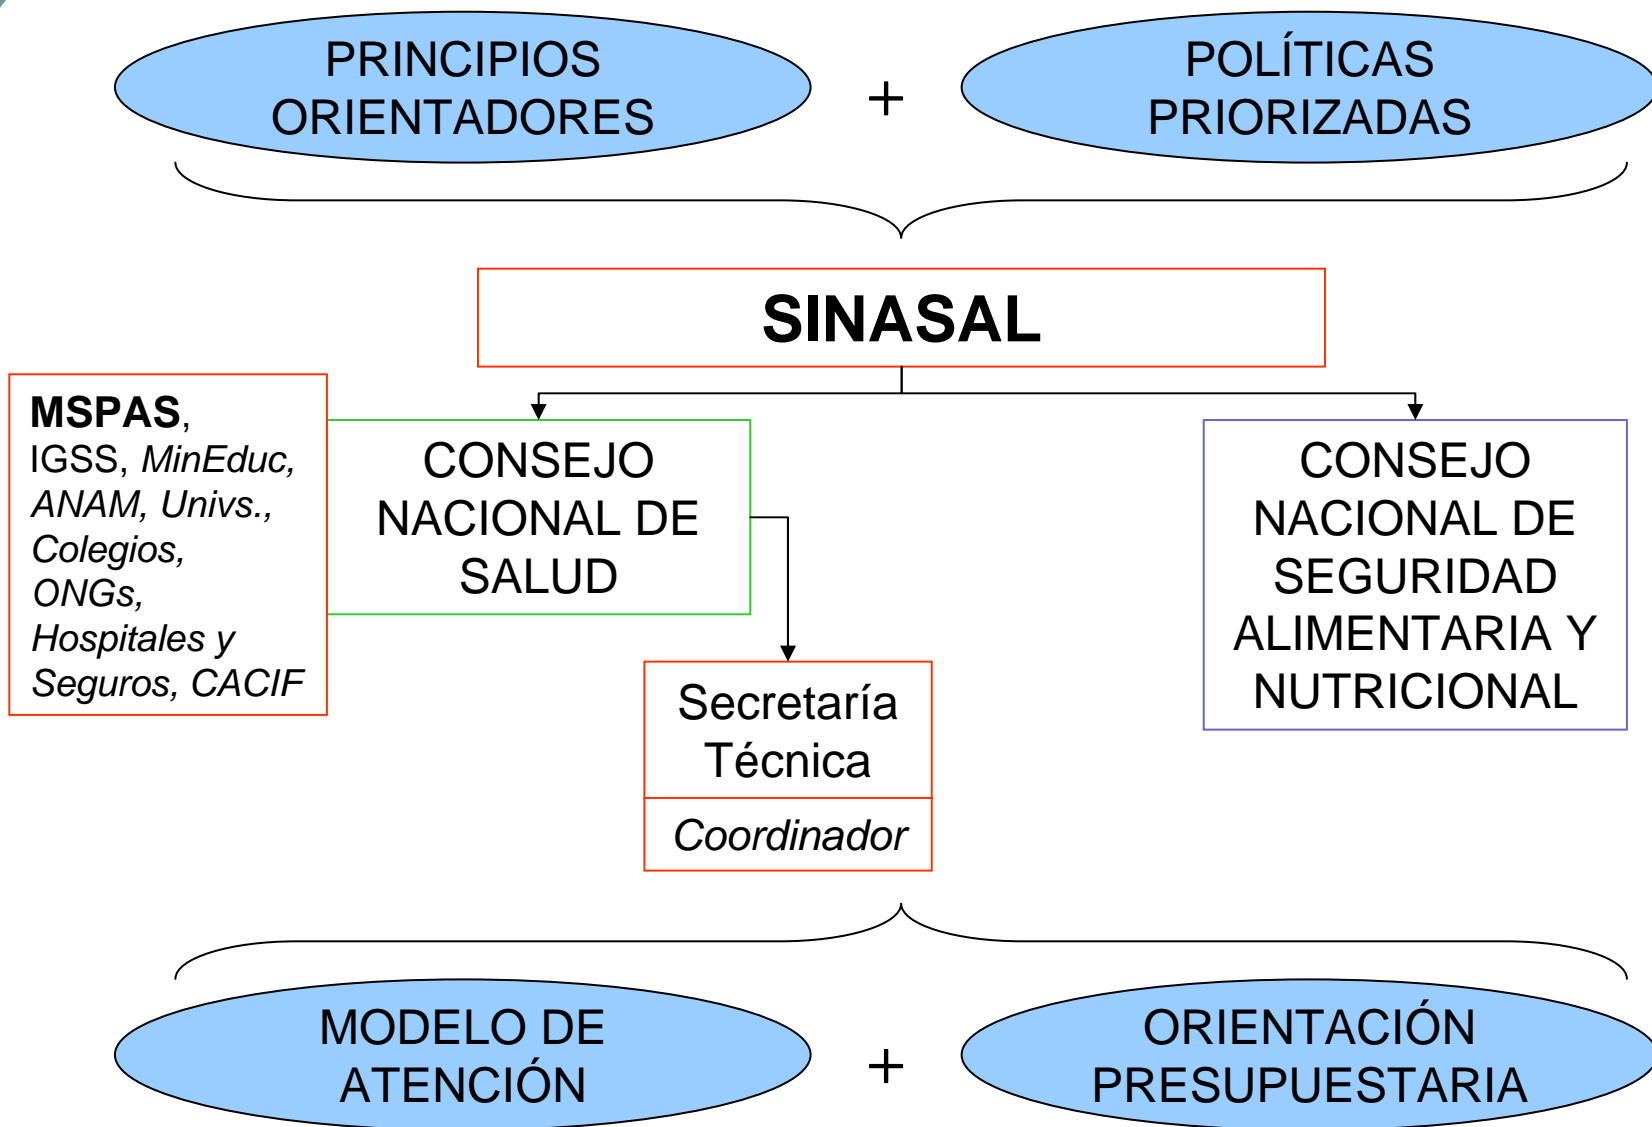 PRINCIPIOS
ORIENTADORES
+
POLÍTICAS
PRIORIZADAS
SINASAL
MSPAS,
IGSS, MinEduc,
ANAM, Univs.,
Colegios,
ONGs,
Hospitales y
Seguros, CACIF
CONSEJO
NACIONAL DE
SALUD
CONSEJO
NACIONAL DE
SEGURIDAD
ALIMENTARIA Y
NUTRICIONAL
Secretaría
Técnica
Coordinador
MODELO DE
ATENCIÓN
+
ORIENTACIÓN
PRESUPUESTARIA